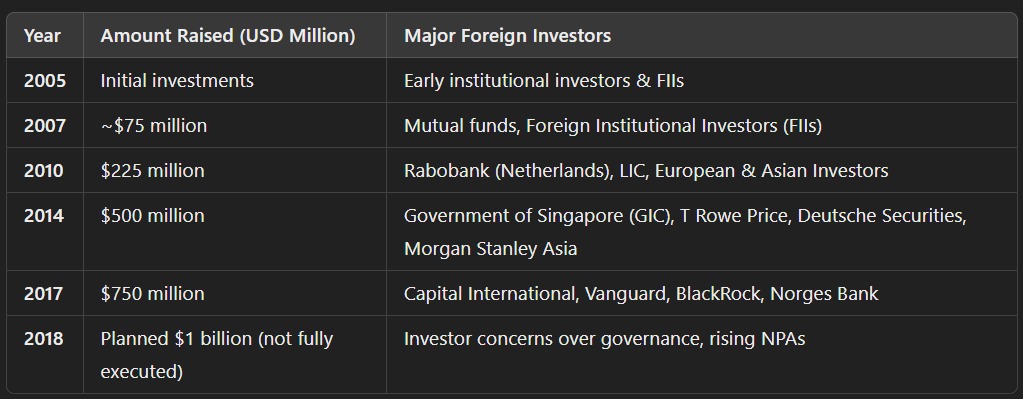 Year Amount Raised (USD Million) Major Foreign Investors
2005 Initial investments Early institutional investors & FIIs
2007 ~$75 million Mutual funds, Foreign Institutional Investors (FIIs)
2010 $225 million Rabobank (Netherlands), LIC, European & Asian Investors
2014 $500 million Government of Singapore (GIC), T Rowe Price, Deutsche Securities,
Morgan Stanley Asia
2017 $750 million Capital International, Vanguard, BlackRock, Norges Bank
2018 Planned $1 billion (not fully Investor concerns over governance, rising NPAs
executed)